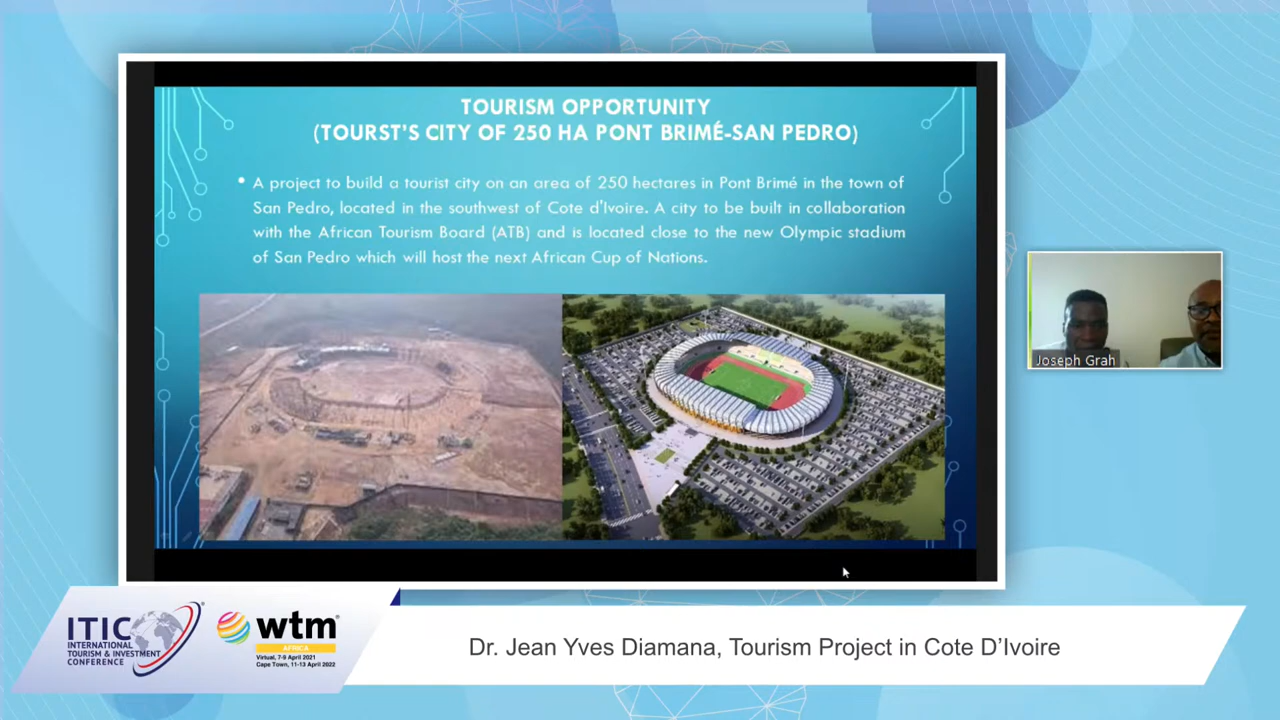 TOURISM OPPORTUNITY
(TOURST'S CITY OF 250 HA PONT BRIMÉ-SAN PEDRO)
• A project to build a tourist city on an area of 250 hectares in Pont Brimé in the town of
San Pedro, located in the southwest of Cote d'Ivoire. A city to be built in collaboration
with the African Tourism Board (ATB) and is located close to the new Olympic stadium
of San Pedro which will host the next African Cup of Nations.
Joseph Grah
ITIC
INTERNATIONAL
TOURISM & INVESTMENT
CONFERENCE
wtm
AFRICA
Virtual, 7-9 April 2021
Cape Town, 11-13 April 2022
Dr. Jean Yves Diamana, Tourism Project in Cote D'Ivoire